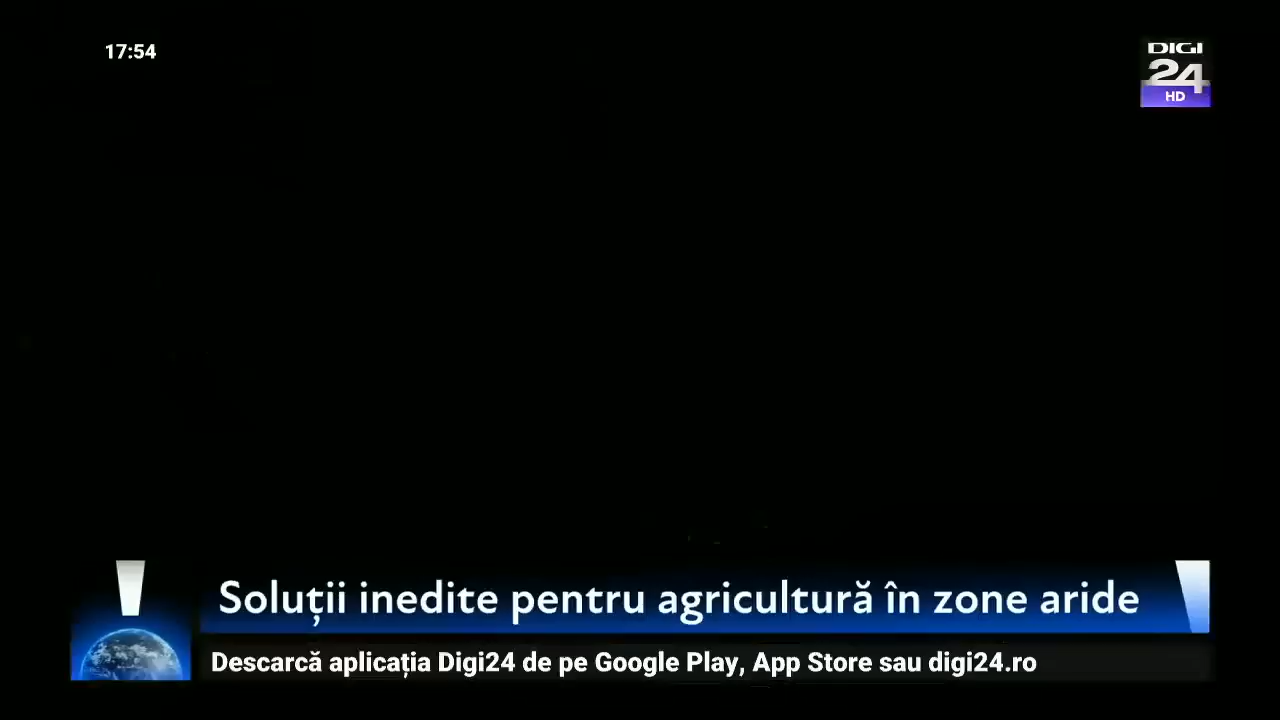 17:54
DIGI
24
HD
Soluții inedite pentru agricultură în zone aride
Descarcă aplicația Digi24 de pe Google Play, App Store sau digi24.ro